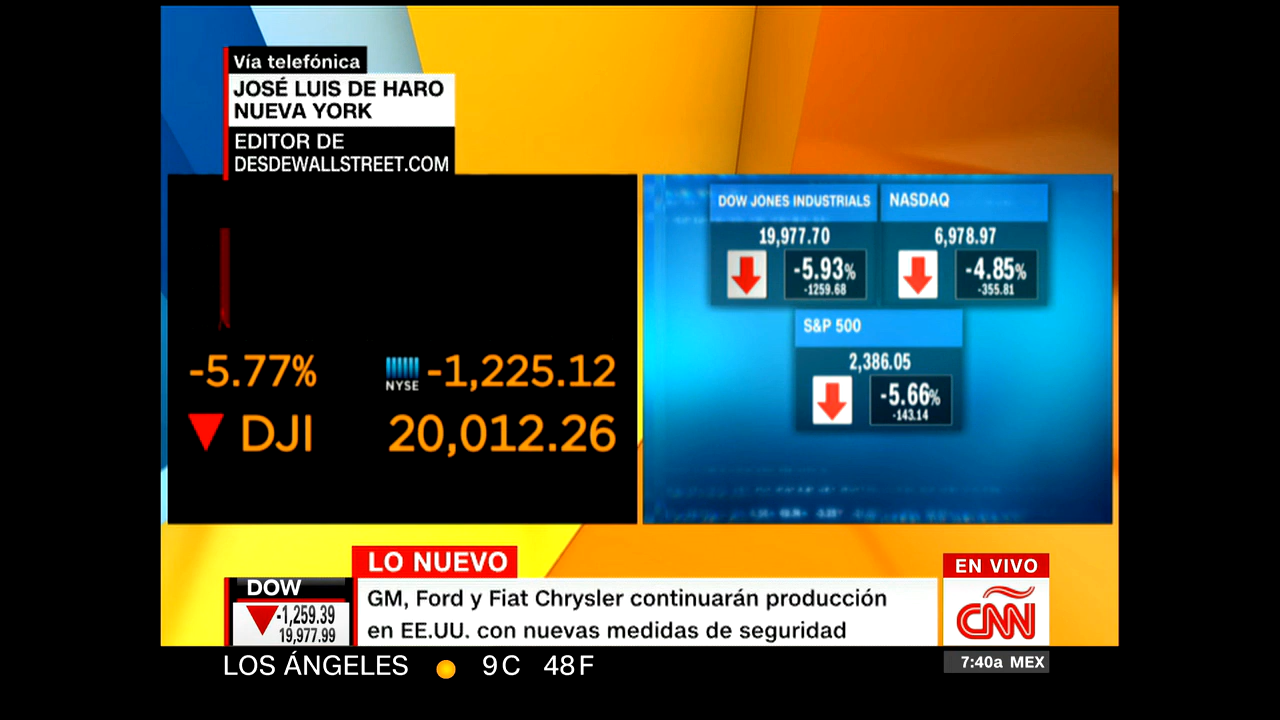 Vía telefónica
JOSÉ LUIS DE HARO
NUEVA YORK
EDITOR DE
DESDEWALLSTREET.COM
-5.77%
NYSE
-1,225.12
DJI
20,012.26
DOW JONES INDUSTRIALS
19,977.70
-5.93%
-1259.68
NASDAQ
6,978.97
-4.85%
-355.81
S&P 500
2,386.05
-5.66%
-143.14
LO NUEVO
DOW
-1,259.39
19,977.99
GM, Ford y Fiat Chrysler continuarán producción
en EE.UU. con nuevas medidas de seguridad
EN VIVO
CÑN
LOS ÁNGELES 9C 48F
7:40a MEX